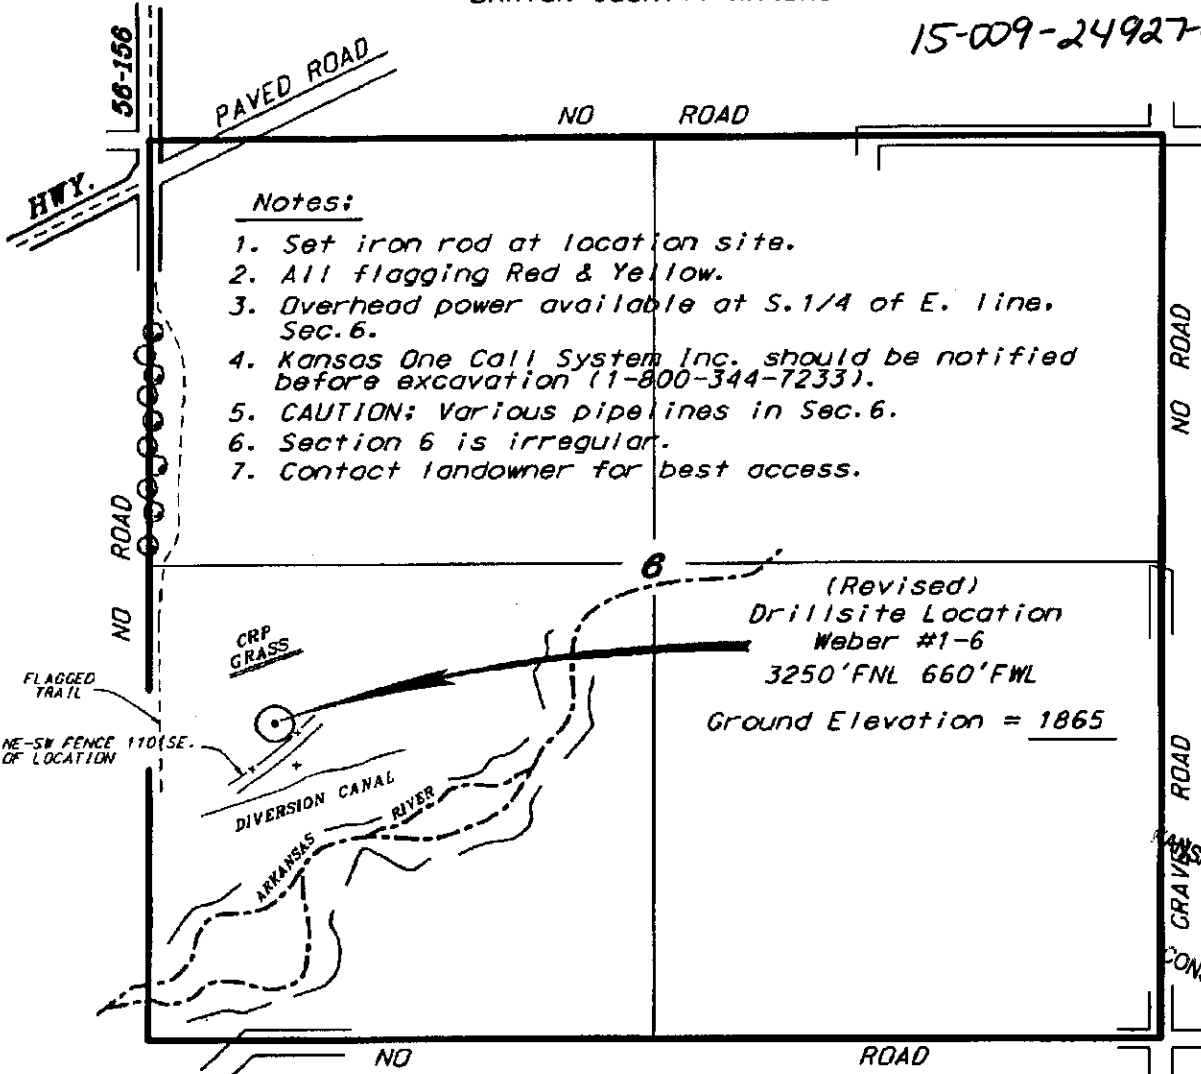 15-009-24927
56-156
PAVED ROAD
NO ROAD
HWY.
Notes:
1. Set iron rod at location site.
2. All flagging Red & Yellow.
3. Overhead power available at S.1/4 of E. line.
Sec.6.
4. Kansas One Call System Inc. should be notified
before excavation (1-800-344-7233).
5. CAUTION: Various pipelines in Sec.6.
6. Section 6 is irregular.
7. Contact landowner for best access.
NO ROAD
NO ROAD
6
(Revised)
Drillsite Location
Weber #1-6
3250'FNL 660'FWL
Ground Elevation = 1865
CRP
GRASS
FLAGGED
TRAIL
NE-SW FENCE 110'SE.
OF LOCATION
DIVERSION CANAL
ARKANSAS RIVER
GRAVEL ROAD
NO ROAD